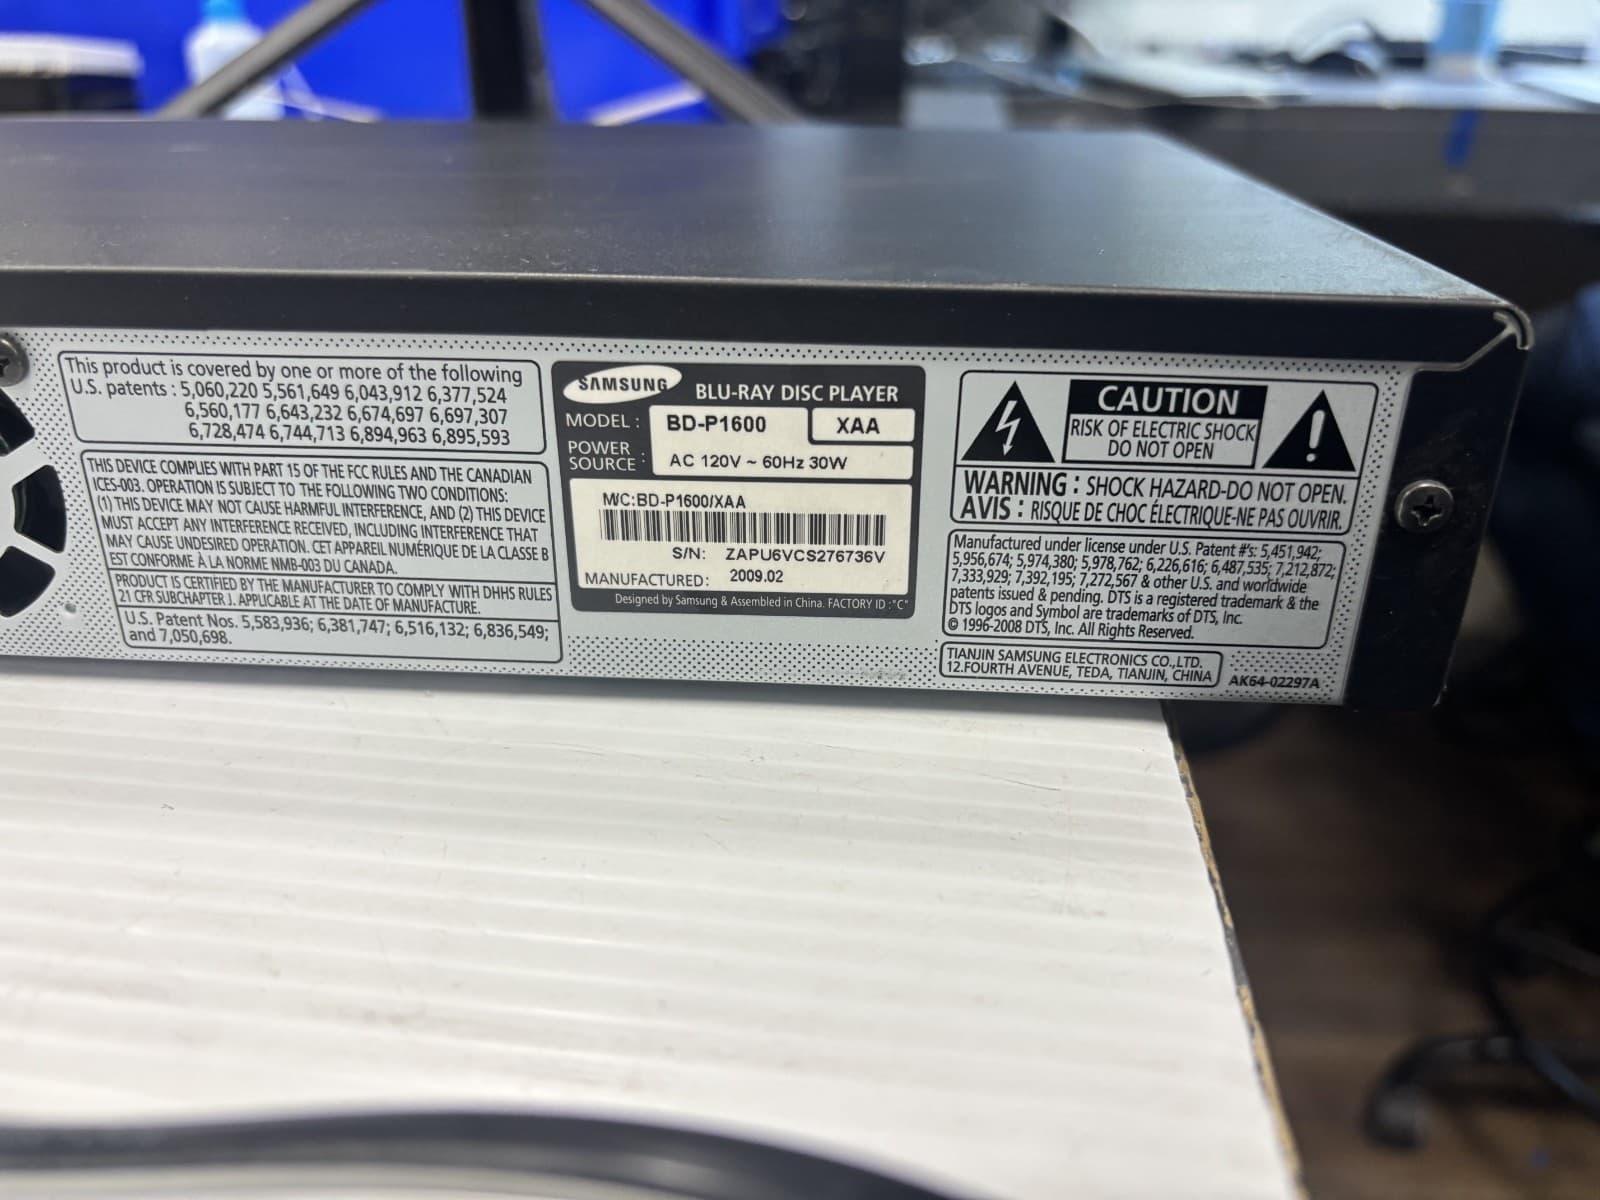 This product is covered by one or more of the following
U.S. patents : 5,060,220 5,561,649 6,043,912 6,377,524
6,560,177 6,643,232 6,674,697 6,697,307
6,728,474 6,744,713 6,894,963 6,895,593
THIS DEVICE COMPLIES WITH PART 15 OF THE FCC RULES AND THE CANADIAN
ICES-003. OPERATION IS SUBJECT TO THE FOLLOWING TWO CONDITIONS:
(1) THIS DEVICE MAY NOT CAUSE HARMFUL INTERFERENCE, AND (2) THIS DEVICE
MUST ACCEPT ANY INTERFERENCE RECEIVED, INCLUDING INTERFERENCE THAT
MAY CAUSE UNDESIRED OPERATION. CET APPAREIL NUMÉRIQUE DE LA CLASSE B
EST CONFORME À LA NORME NMB-003 DU CANADA.
PRODUCT IS CERTIFIED BY THE MANUFACTURER TO COMPLY WITH DHHS RULES
21 CFR SUBCHAPTER J. APPLICABLE AT THE DATE OF MANUFACTURE.
U.S. Patent Nos. 5,583,936; 6,381,747; 6,516,132; 6,836,549;
and 7,050,698.
SAMSUNG BLU-RAY DISC PLAYER
MODEL : BD-P1600 XAA
POWER
SOURCE : AC 120V ~ 60Hz 30W
M/C:BD-P1600/XAA
S/N: ZAPU6VCS276736V
MANUFACTURED: 2009.02
Designed by Samsung & Assembled in China. FACTORY ID :"C"
CAUTION
RISK OF ELECTRIC SHOCK
DO NOT OPEN
WARNING : SHOCK HAZARD-DO NOT OPEN.
AVIS : RISQUE DE CHOC ÉLECTRIQUE-NE PAS OUVRIR.
Manufactured under license under U.S. Patent #'s: 5,451,942;
5,956,674; 5,974,380; 5,978,762; 6,226,616; 6,487,535; 7,212,872;
7,333,929; 7,392,195; 7,272,567 & other U.S. and worldwide
patents issued & pending. DTS is a registered trademark & the
DTS logos and Symbol are trademarks of DTS, Inc.
© 1996-2008 DTS, Inc. All Rights Reserved.
TIANJIN SAMSUNG ELECTRONICS CO.,LTD.
12.FOURTH AVENUE, TEDA, TIANJIN, CHINA
AK64-02297A